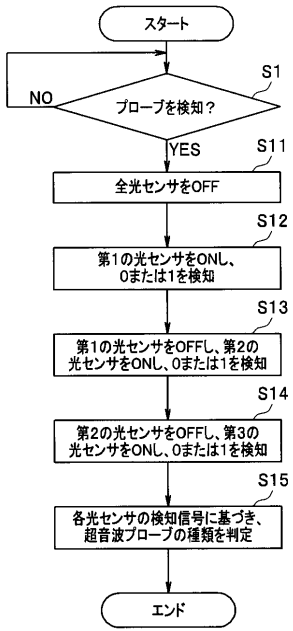 スタート
S1
プローブを検知?
NO
YES
S11
全光センサをOFF
S12
第1の光センサをONし、
0または1を検知
S13
第1の光センサをOFFし、第2の
光センサをONし、0または1を検知
S14
第2の光センサをOFFし、第3の
光センサをONし、0または1を検知
S15
各光センサの検知信号に基づき、
超音波プローブの種類を判定
エンド